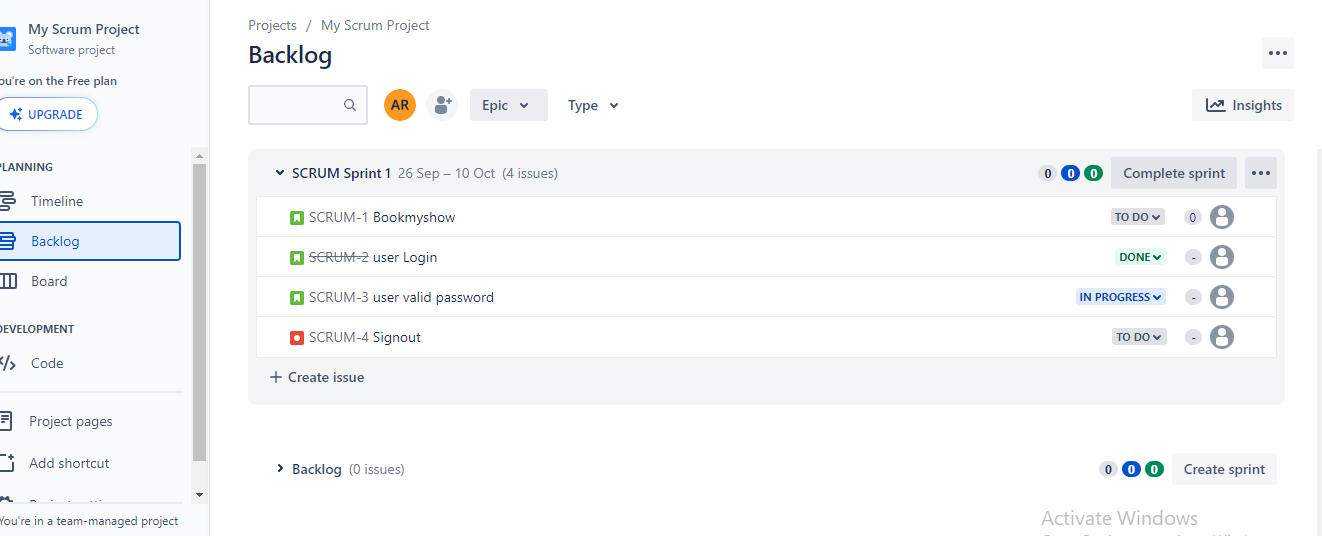 My Scrum Project
Software project
ou're on the Free plan
UPGRADE
LANNING
Timeline
Backlog
Board
DEVELOPMENT
Code
Project pages
Add shortcut
You're in a team-managed project
Projects / My Scrum Project
Backlog
AR Epic Type Insights
SCRUM Sprint 1 26 Sep – 10 Oct (4 issues) 0 0 0 Complete sprint
SCRUM-1 Bookmyshow TO DO 0
SCRUM-2 user Login DONE -
SCRUM-3 user valid password IN PROGRESS -
SCRUM-4 Signout TO DO -
+ Create issue
Backlog (0 issues) 0 0 0 Create sprint
Activate Windows